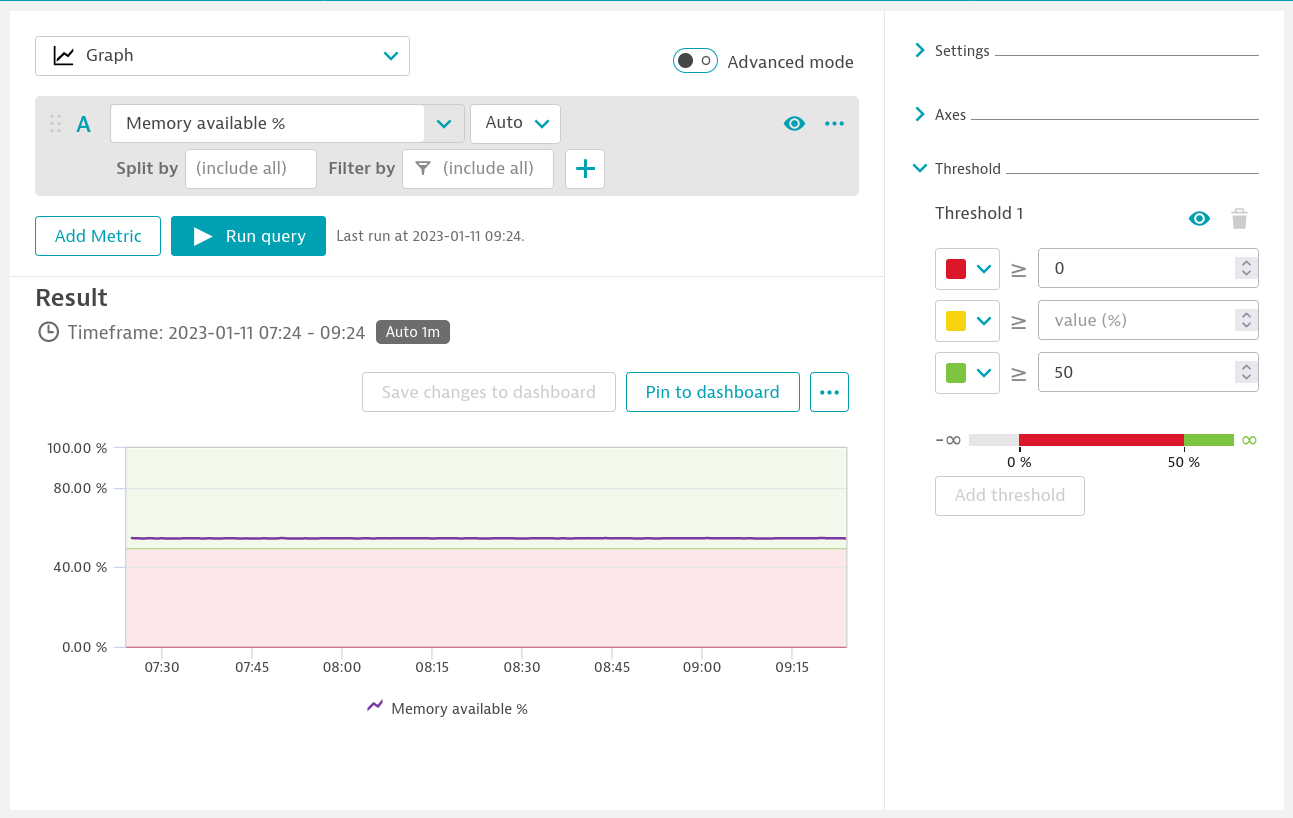 Graph
Advanced mode
A Memory available % Auto
Split by (include all) Filter by (include all)
Add Metric Run query Last run at 2023-01-11 09:24.
Result
Timeframe: 2023-01-11 07:24 - 09:24 Auto 1m
Save changes to dashboard Pin to dashboard
100.00 %
80.00 %
40.00 %
0.00 %
07:30 07:45 08:00 08:15 08:30 08:45 09:00 09:15
Memory available %
Settings
Axes
Threshold
Threshold 1
≥ 0
≥ value (%)
≥ 50
-∞ ∞
0 % 50 %
Add threshold